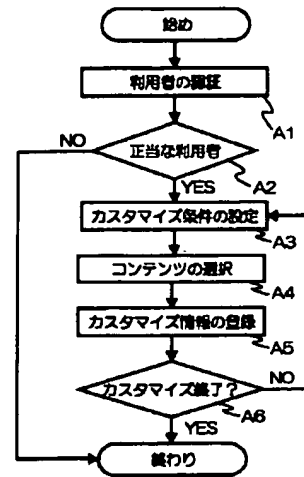 始め
利用者の認証
A1
NO
正当な利用者
A2
YES
カスタマイズ条件の設定
A3
コンテンツの選択
A4
カスタマイズ情報の登録
A5
カスタマイズ終了?
NO
A6
YES
終わり